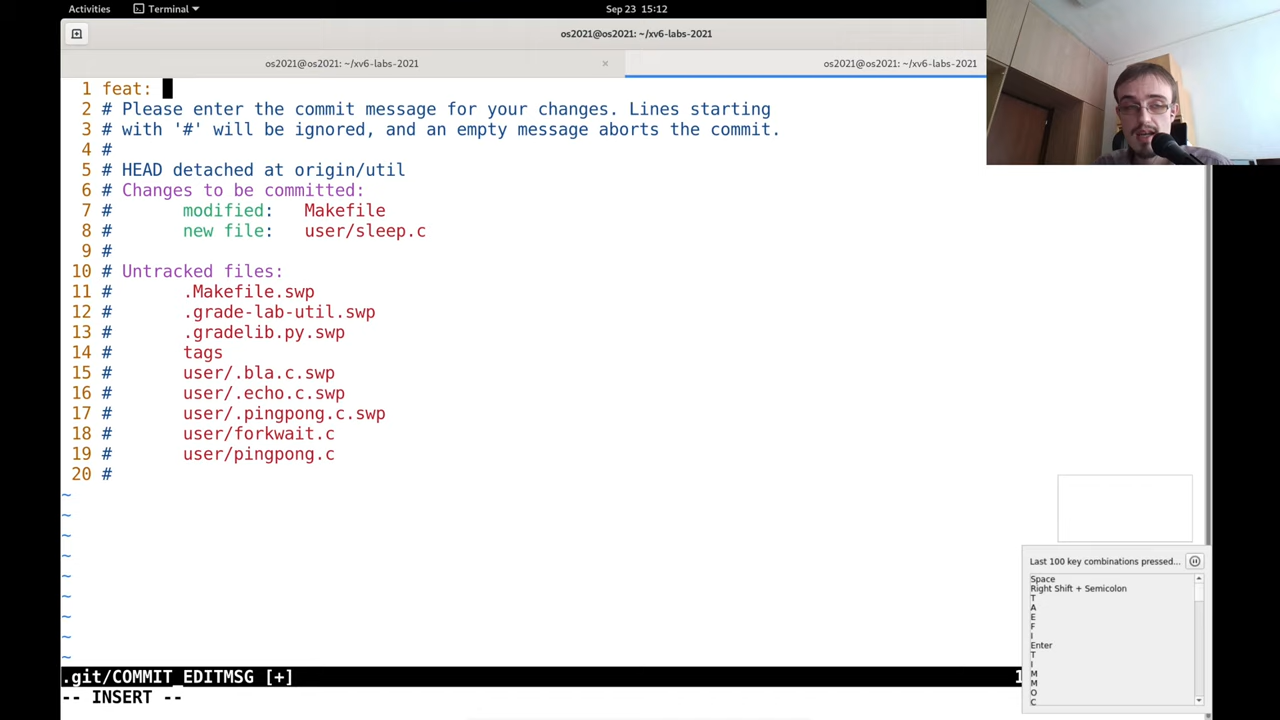 Activities
Terminal
Sep 23 15:12
os2021@os2021: ~/xv6-labs-2021
os2021@os2021: ~/xv6-labs-2021 ×
os2021@os2021: ~/xv6-labs-2021
1 feat:
2 # Please enter the commit message for your changes. Lines starting
3 # with '#' will be ignored, and an empty message aborts the commit.
4 #
5 # HEAD detached at origin/util
6 # Changes to be committed:
7 # modified: Makefile
8 # new file: user/sleep.c
9 #
10 # Untracked files:
11 # .Makefile.swp
12 # .grade-lab-util.swp
13 # .gradelib.py.swp
14 # tags
15 # user/.bla.c.swp
16 # user/.echo.c.swp
17 # user/.pingpong.c.swp
18 # user/forkwait.c
19 # user/pingpong.c
20 #
~
~
~
~
~
~
~
~
~
.git/COMMIT_EDITMSG [+] 1
-- INSERT --
Last 100 key combinations pressed...
Space
Right Shift + Semicolon
T
A
E
F
I
Enter
T
I
M
M
O
C